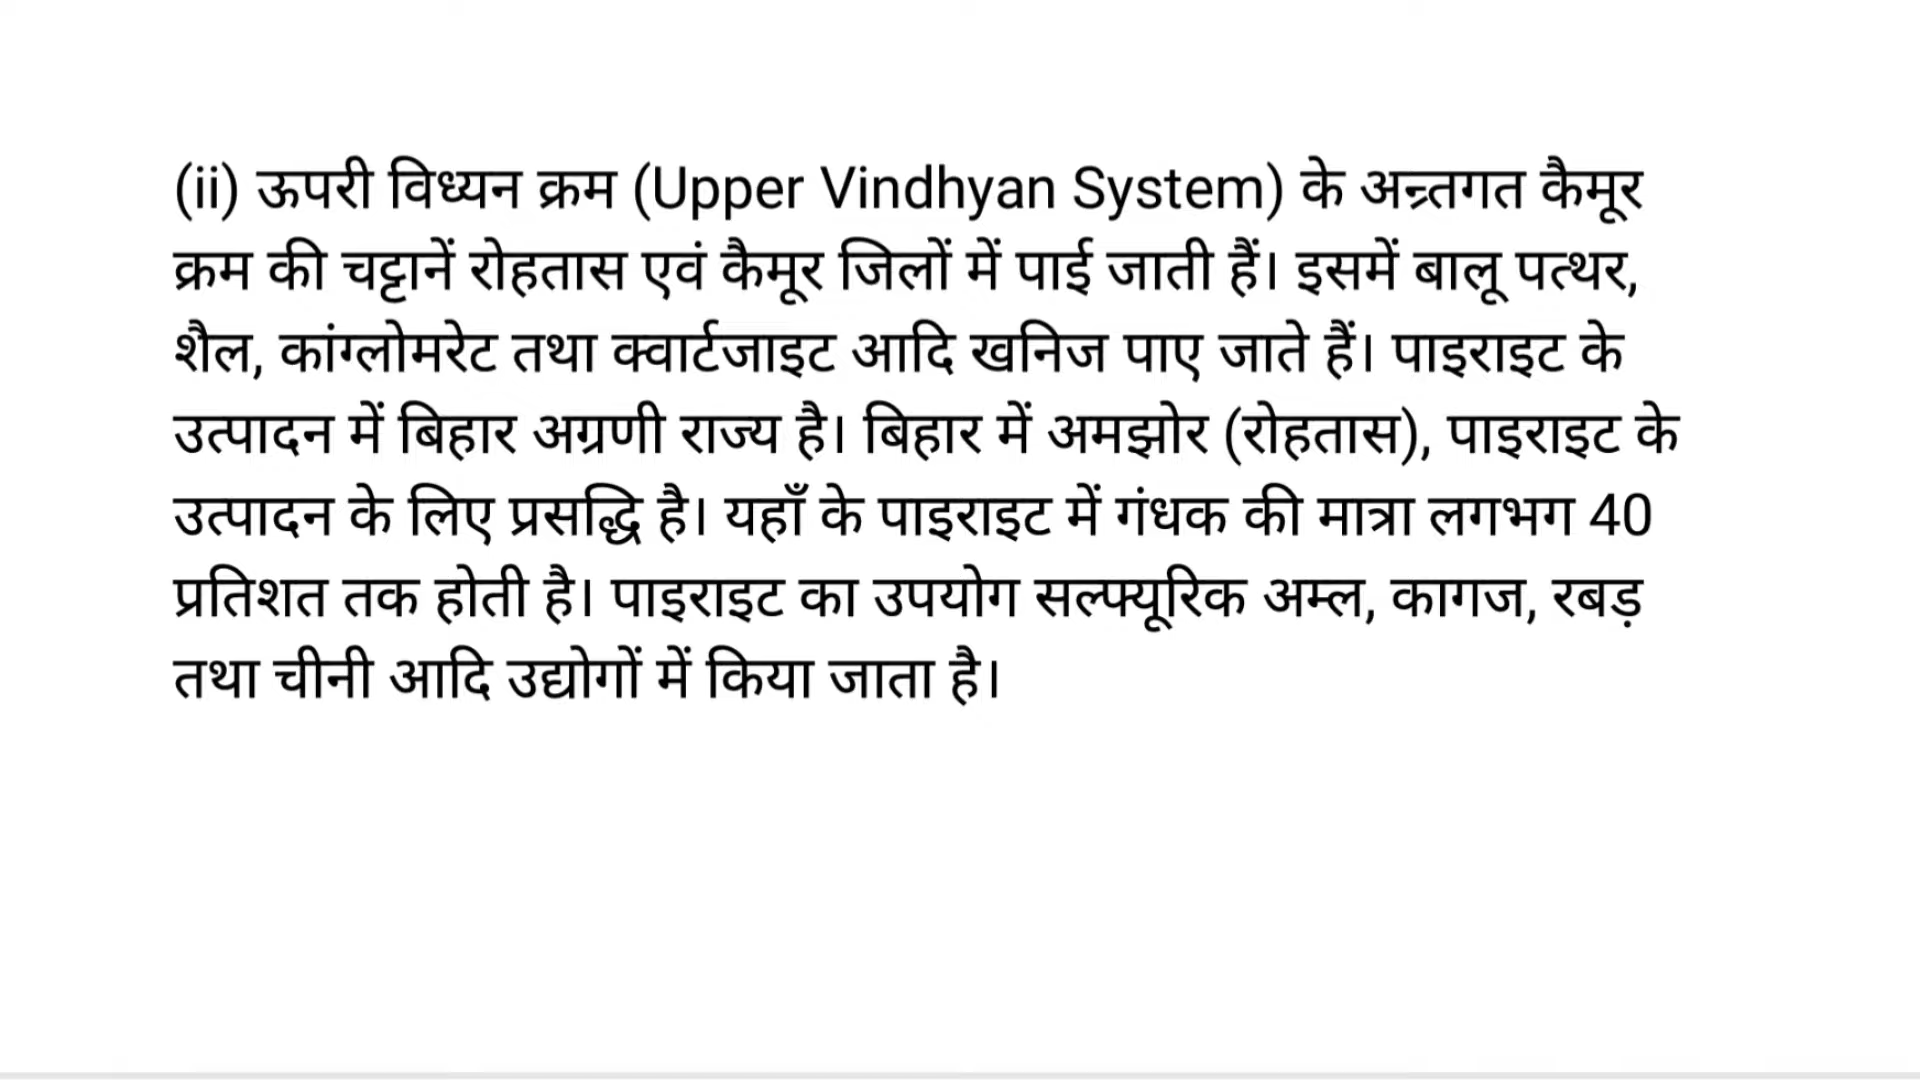 (ii) ऊपरी विध्यन क्रम (Upper Vindhyan System) के अन्र्तगत कैमूर
क्रम की चट्टानें रोहतास एवं कैमूर जिलों में पाई जाती हैं। इसमें बालू पत्थर,
शैल, कांग्लोमरेट तथा क्वार्टजाइट आदि खनिज पाए जाते हैं। पाइराइट के
उत्पादन में बिहार अग्रणी राज्य है। बिहार में अमझोर (रोहतास), पाइराइट के
उत्पादन के लिए प्रसद्धि है। यहाँ के पाइराइट में गंधक की मात्रा लगभग 40
प्रतिशत तक होती है। पाइराइट का उपयोग सल्फ्यूरिक अम्ल, कागज, रबड़
तथा चीनी आदि उद्योगों में किया जाता है।